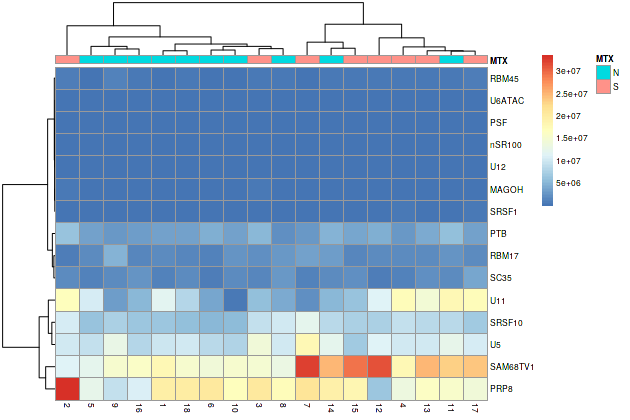 MTX
MTX
N
S
3e+07
2.5e+07
2e+07
1.5e+07
1e+07
5e+06
RBM45
U6ATAC
PSF
nSR100
U12
MAGOH
SRSF1
PTB
RBM17
SC35
U11
SRSF10
U5
SAM68TV1
PRP8
2 5 9 16 1 18 6 10 3 8 7 14 15 12 4 13 11 17